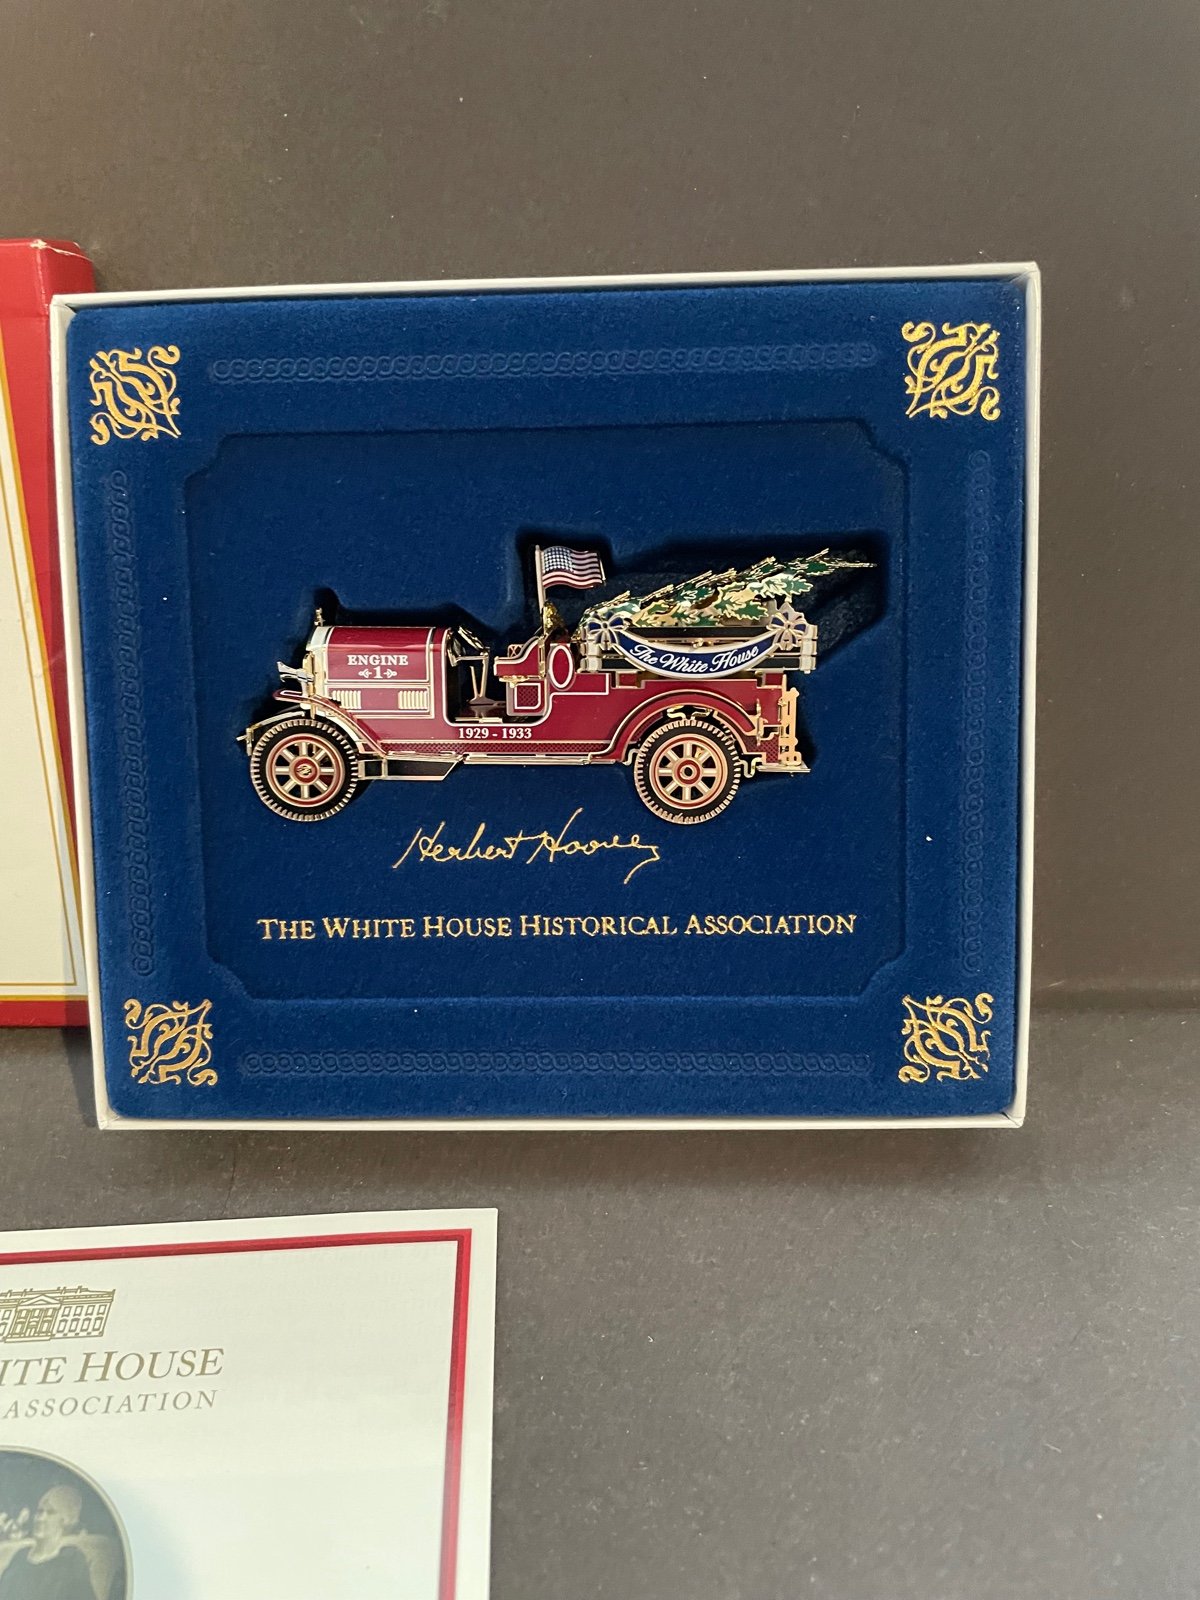 ENGINE
1
The White House
1929 - 1933
Herbert Hoover
THE WHITE HOUSE HISTORICAL ASSOCIATION
ITE HOUSE
ASSOCIATION